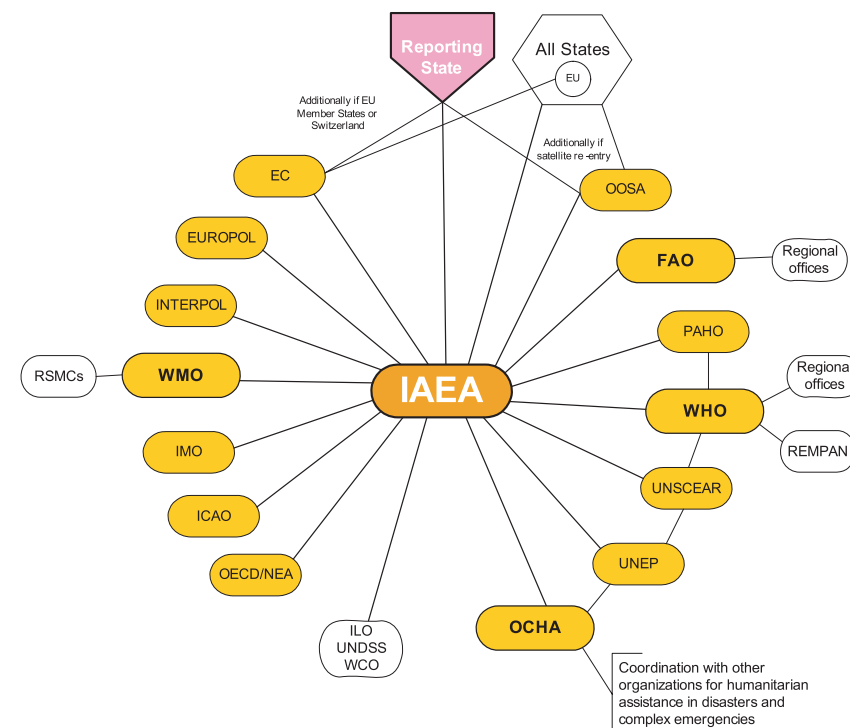 Reporting
State
All States
EU
Additionally if EU
Member States or
Switzerland
Additionally if
satellite re -entry
EC
OOSA
EUROPOL
FAO
Regional
offices
INTERPOL
PAHO
RSMCs
WMO
IAEA
Regiona
offices
WHO
IMO
REMPAN
UNSCEAR
ICAO
UNEP
OECD/NEA
ILO
UNDSS
WCO
OCHA
Coordination with other
organizations for humanitarian
assistance in disasters and
complex emergencies